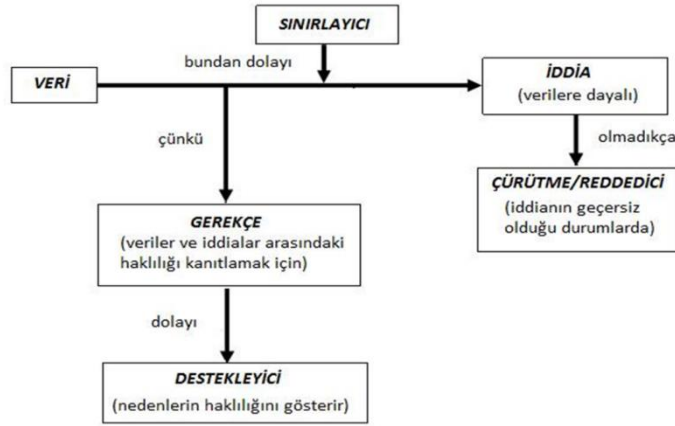 SINIRLAYICI
bundan dolayı
VERİ
İDDİA
(verilere dayalı)
çünkü
olmadıkça
ÇÜRÜTME/REDDEDİCİ
(iddianın geçersiz
olduğu durumlarda)
GEREKÇE
(veriler ve iddialar arasındaki
haklılığı kanıtlamak için)
dolayı
DESTEKLEYİCİ
(nedenlerin haklılığını gösterir)